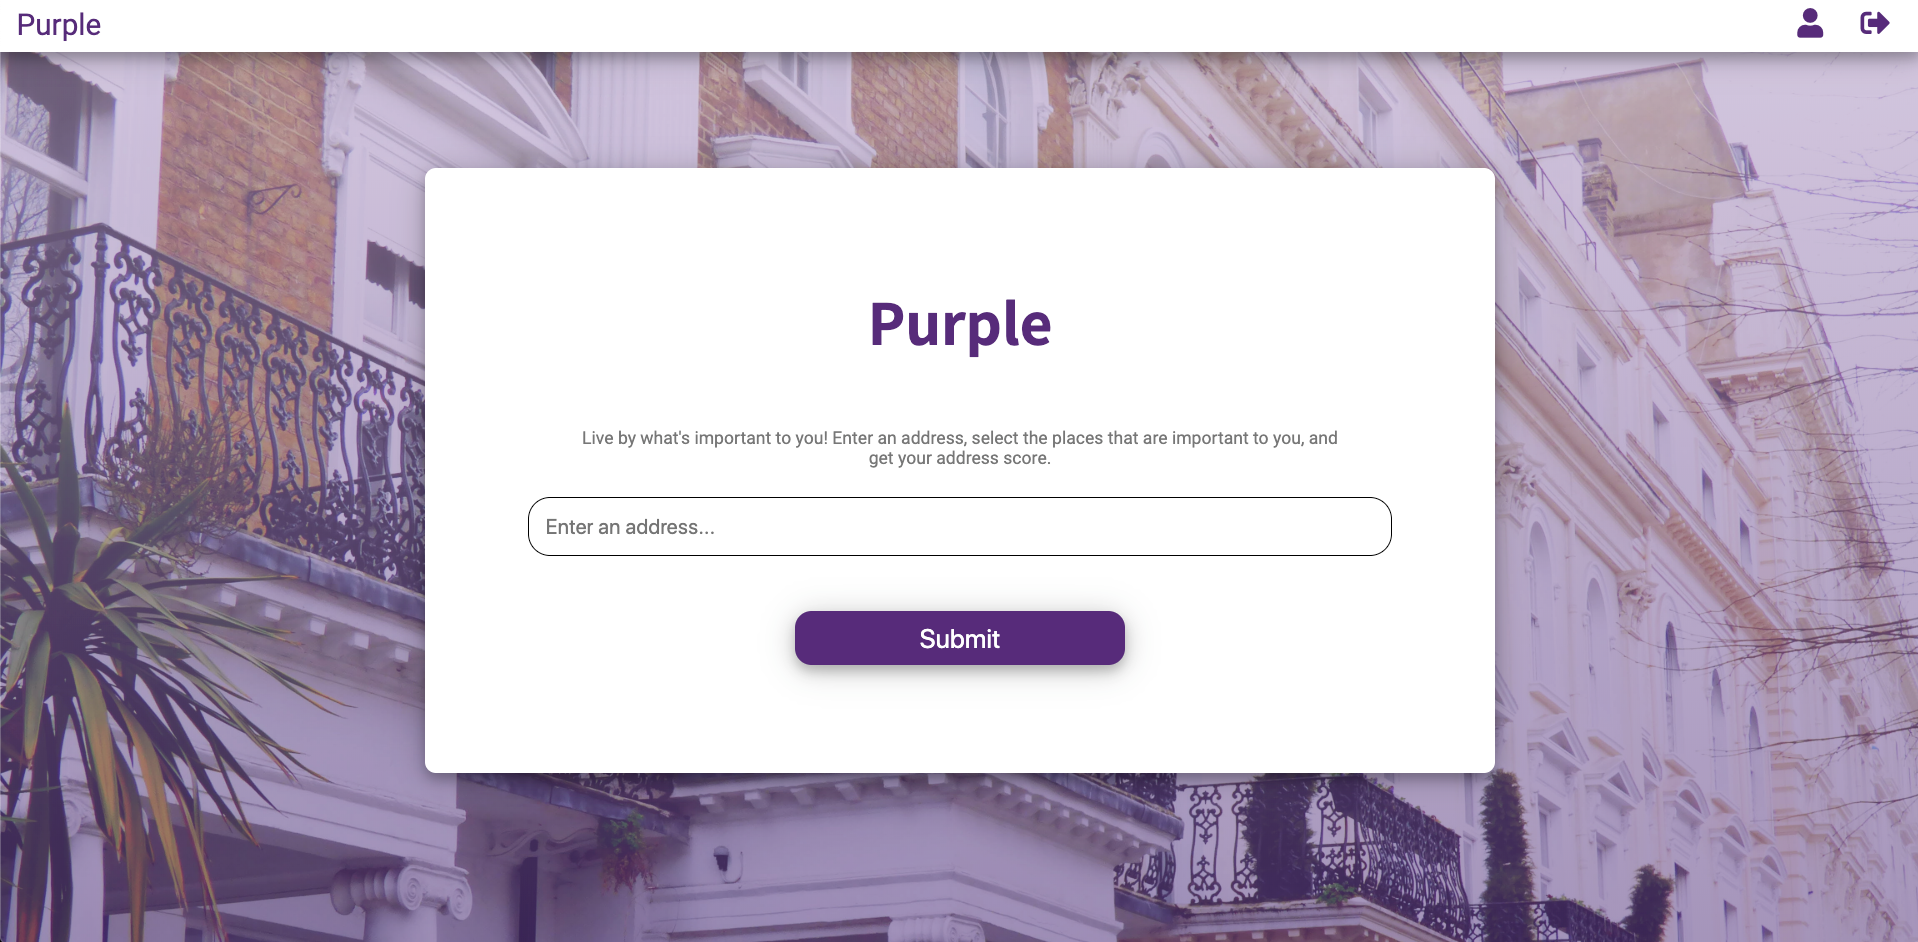 Purple
Purple
Live by what's important to you! Enter an address, select the places that are important to you, and
get your address score.
Enter an address...
Submit